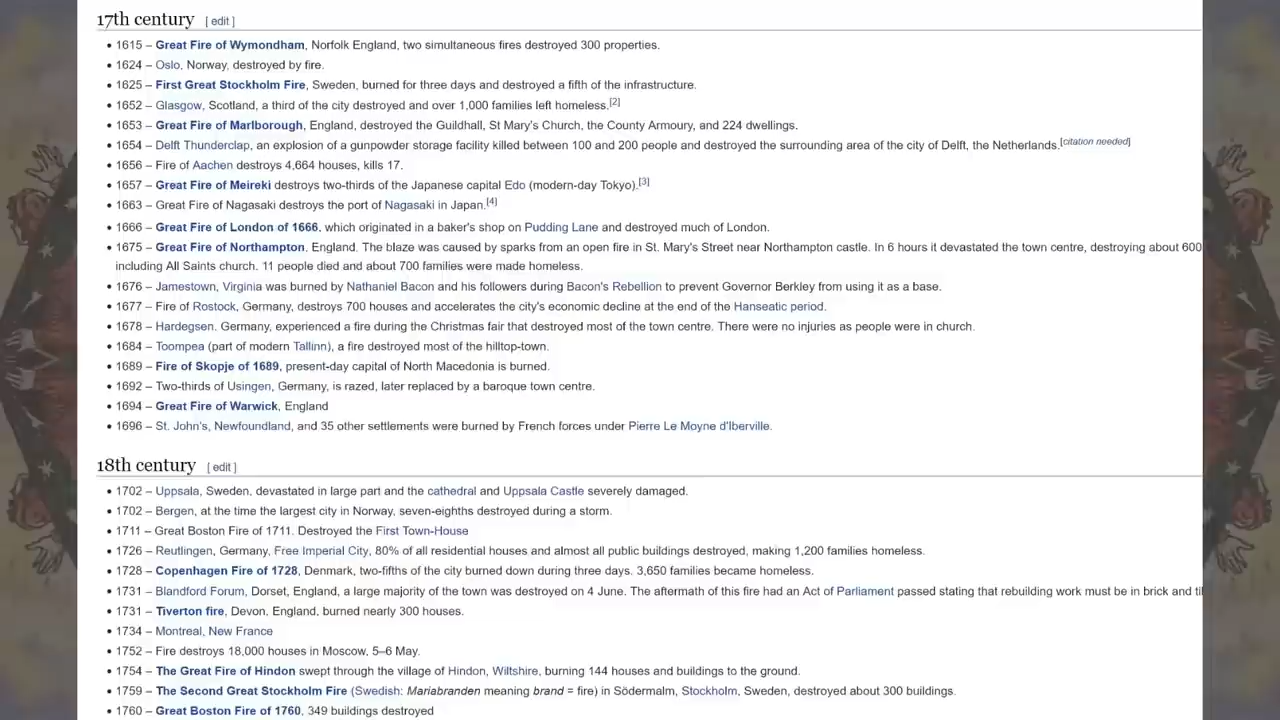 17th century [ edit ]
• 1615 – Great Fire of Wymondham, Norfolk England, two simultaneous fires destroyed 300 properties.
• 1624 – Oslo, Norway, destroyed by fire.
• 1625 – First Great Stockholm Fire, Sweden, burned for three days and destroyed a fifth of the infrastructure.
• 1652 – Glasgow, Scotland, a third of the city destroyed and over 1,000 families left homeless.[2]
• 1653 – Great Fire of Marlborough, England, destroyed the Guildhall, St Mary's Church, the County Armoury, and 224 dwellings.
• 1654 – Delft Thunderclap, an explosion of a gunpowder storage facility killed between 100 and 200 people and destroyed the surrounding area of the city of Delft, the Netherlands.[citation needed]
• 1656 – Fire of Aachen destroys 4,664 houses, kills 17.
• 1657 – Great Fire of Meireki destroys two-thirds of the Japanese capital Edo (modern-day Tokyo).[3]
• 1663 – Great Fire of Nagasaki destroys the port of Nagasaki in Japan.[4]
• 1666 – Great Fire of London of 1666, which originated in a baker's shop on Pudding Lane and destroyed much of London.
• 1675 – Great Fire of Northampton. England. The blaze was caused by sparks from an open fire in St. Mary's Street near Northampton castle. In 6 hours it devastated the town centre, destroying about 600
including All Saints church. 11 people died and about 700 families were made homeless.
• 1676 – Jamestown, Virginia was burned by Nathaniel Bacon and his followers during Bacon's Rebellion to prevent Governor Berkley from using it as a base.
• 1677 – Fire of Rostock, Germany, destroys 700 houses and accelerates the city's economic decline at the end of the Hanseatic period.
• 1678 – Hardegsen. Germany, experienced a fire during the Christmas fair that destroyed most of the town centre. There were no injuries as people were in church.
• 1684 – Toompea (part of modern Tallinn), a fire destroyed most of the hilltop-town.
• 1689 – Fire of Skopje of 1689, present-day capital of North Macedonia is burned.
• 1692 – Two-thirds of Usingen, Germany, is razed, later replaced by a baroque town centre.
• 1694 – Great Fire of Warwick, England
• 1696 – St. John's, Newfoundland, and 35 other settlements were burned by French forces under Pierre Le Moyne d'Iberville.
18th century [ edit ]
• 1702 – Uppsala, Sweden, devastated in large part and the cathedral and Uppsala Castle severely damaged.
• 1702 – Bergen, at the time the largest city in Norway, seven-eighths destroyed during a storm.
• 1711 – Great Boston Fire of 1711. Destroyed the First Town-House
• 1726 – Reutlingen, Germany, Free Imperial City, 80% of all residential houses and almost all public buildings destroyed, making 1,200 families homeless.
• 1728 – Copenhagen Fire of 1728, Denmark, two-fifths of the city burned down during three days. 3,650 families became homeless.
• 1731 – Blandford Forum, Dorset, England, a large majority of the town was destroyed on 4 June. The aftermath of this fire had an Act of Parliament passed stating that rebuilding work must be in brick and
• 1731 – Tiverton fire, Devon, England, burned nearly 300 houses.
• 1734 – Montreal, New France
• 1752 – Fire destroys 18,000 houses in Moscow, 5–6 May.
• 1754 – The Great Fire of Hindon swept through the village of Hindon, Wiltshire, burning 144 houses and buildings to the ground.
• 1759 – The Second Great Stockholm Fire (Swedish: Mariabranden meaning brand = fire) in Södermalm, Stockholm, Sweden, destroyed about 300 buildings.
• 1760 – Great Boston Fire of 1760, 349 buildings destroyed